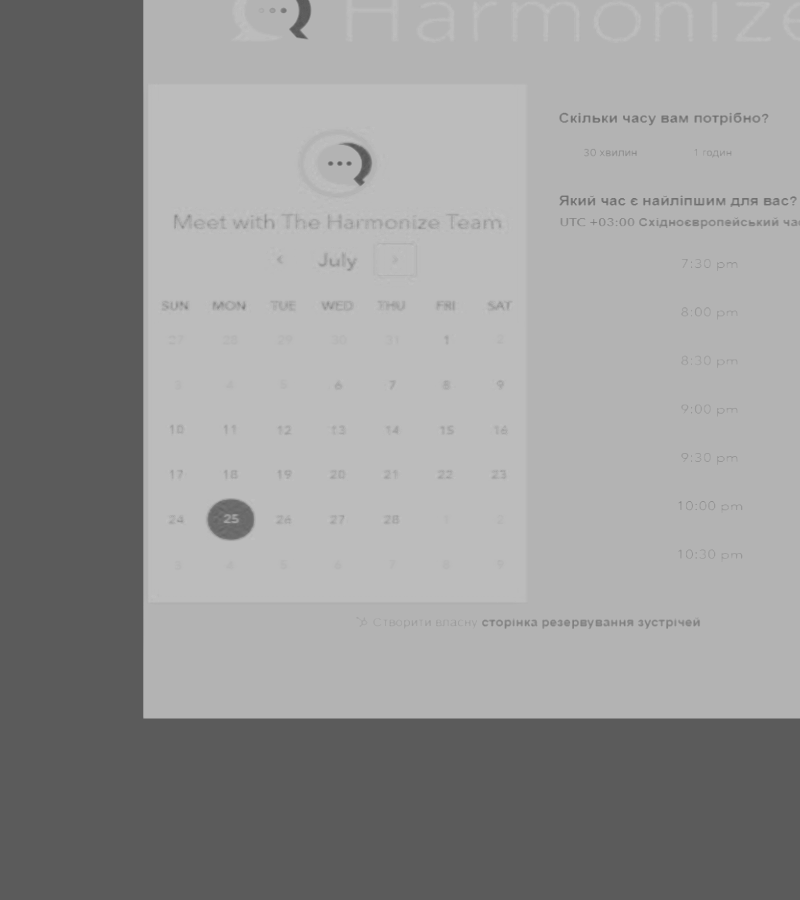 Harmonize
Meet with The Harmonize Team
July
SUN MON TUE WED THU FRI SAT
27 28 29 30 31 1 2
3 4 5 6 7 8 9
10 11 12 13 14 15 16
17 18 19 20 21 22 23
24 25 26 27 28 1 2
3 4 5 6 7 8 9
Скільки часу вам потрібно?
30 хвилин 1 годин
Який час є найліпшим для вас?
UTC +03:00 Східноєвропейський
7:30 pm
8:00 pm
8:30 pm
9:00 pm
9:30 pm
10:00 pm
10:30 pm
Створити власну сторінка резервування зустрічей